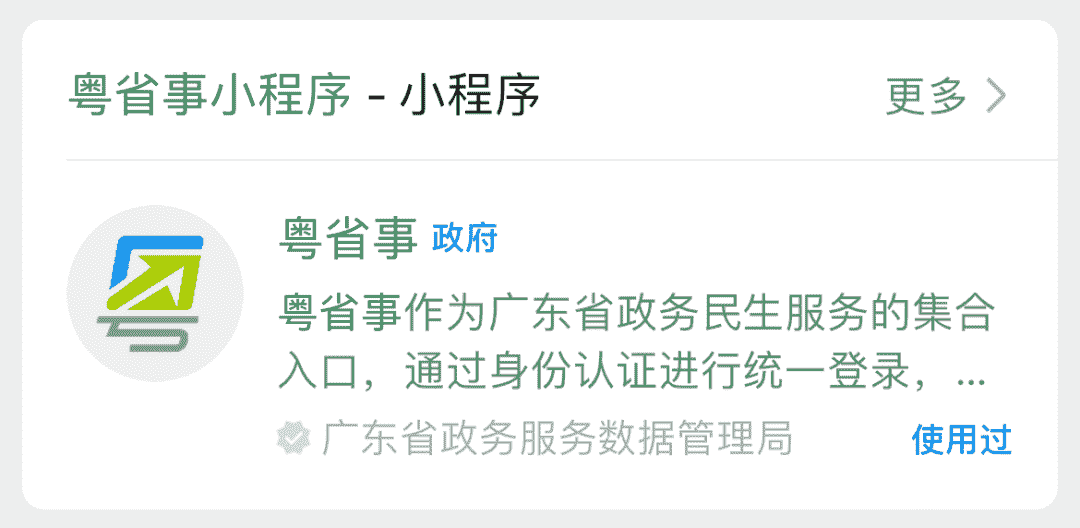 粤省事小程序 - 小程序
更多
粤省事 政府
粤省事作为广东省政务民生服务的集合
入口，通过身份认证进行统一登录，...
广东省政务服务数据管理局
使用过